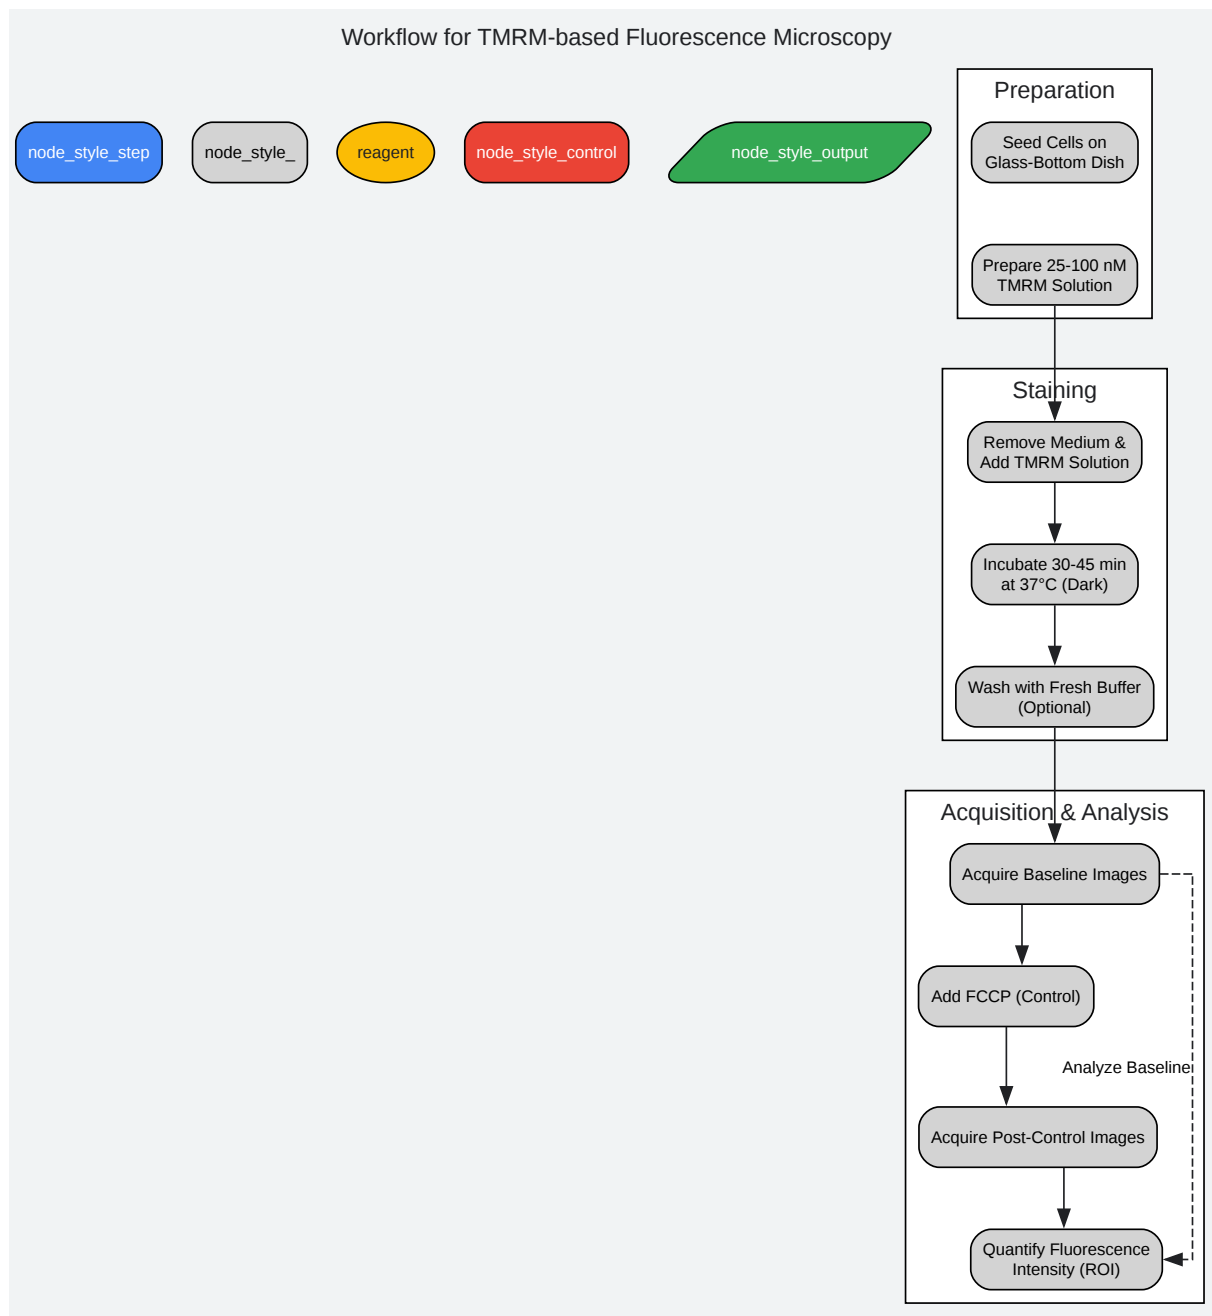 Workflow for TMRM-based Fluorescence Microscopy
node_style_step
node_style_
reagent
node_style_control
node_style_output
Preparation
Seed Cells on
Glass-Bottom Dish
Prepare 25-100 nM
TMRM Solution
Staining
Remove Medium &
Add TMRM Solution
Incubate 30-45 min
at 37°C (Dark)
Wash with Fresh Buffer
(Optional)
Acquisition & Analysis
Acquire Baseline Images
Add FCCP (Control)
Analyze Baseline
Acquire Post-Control Images
Quantify Fluorescence
Intensity (ROI)